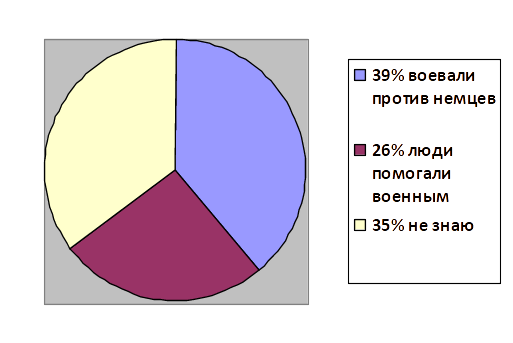 39% воевали
против немцев
26% люди
помогали
военным
35% не знаю